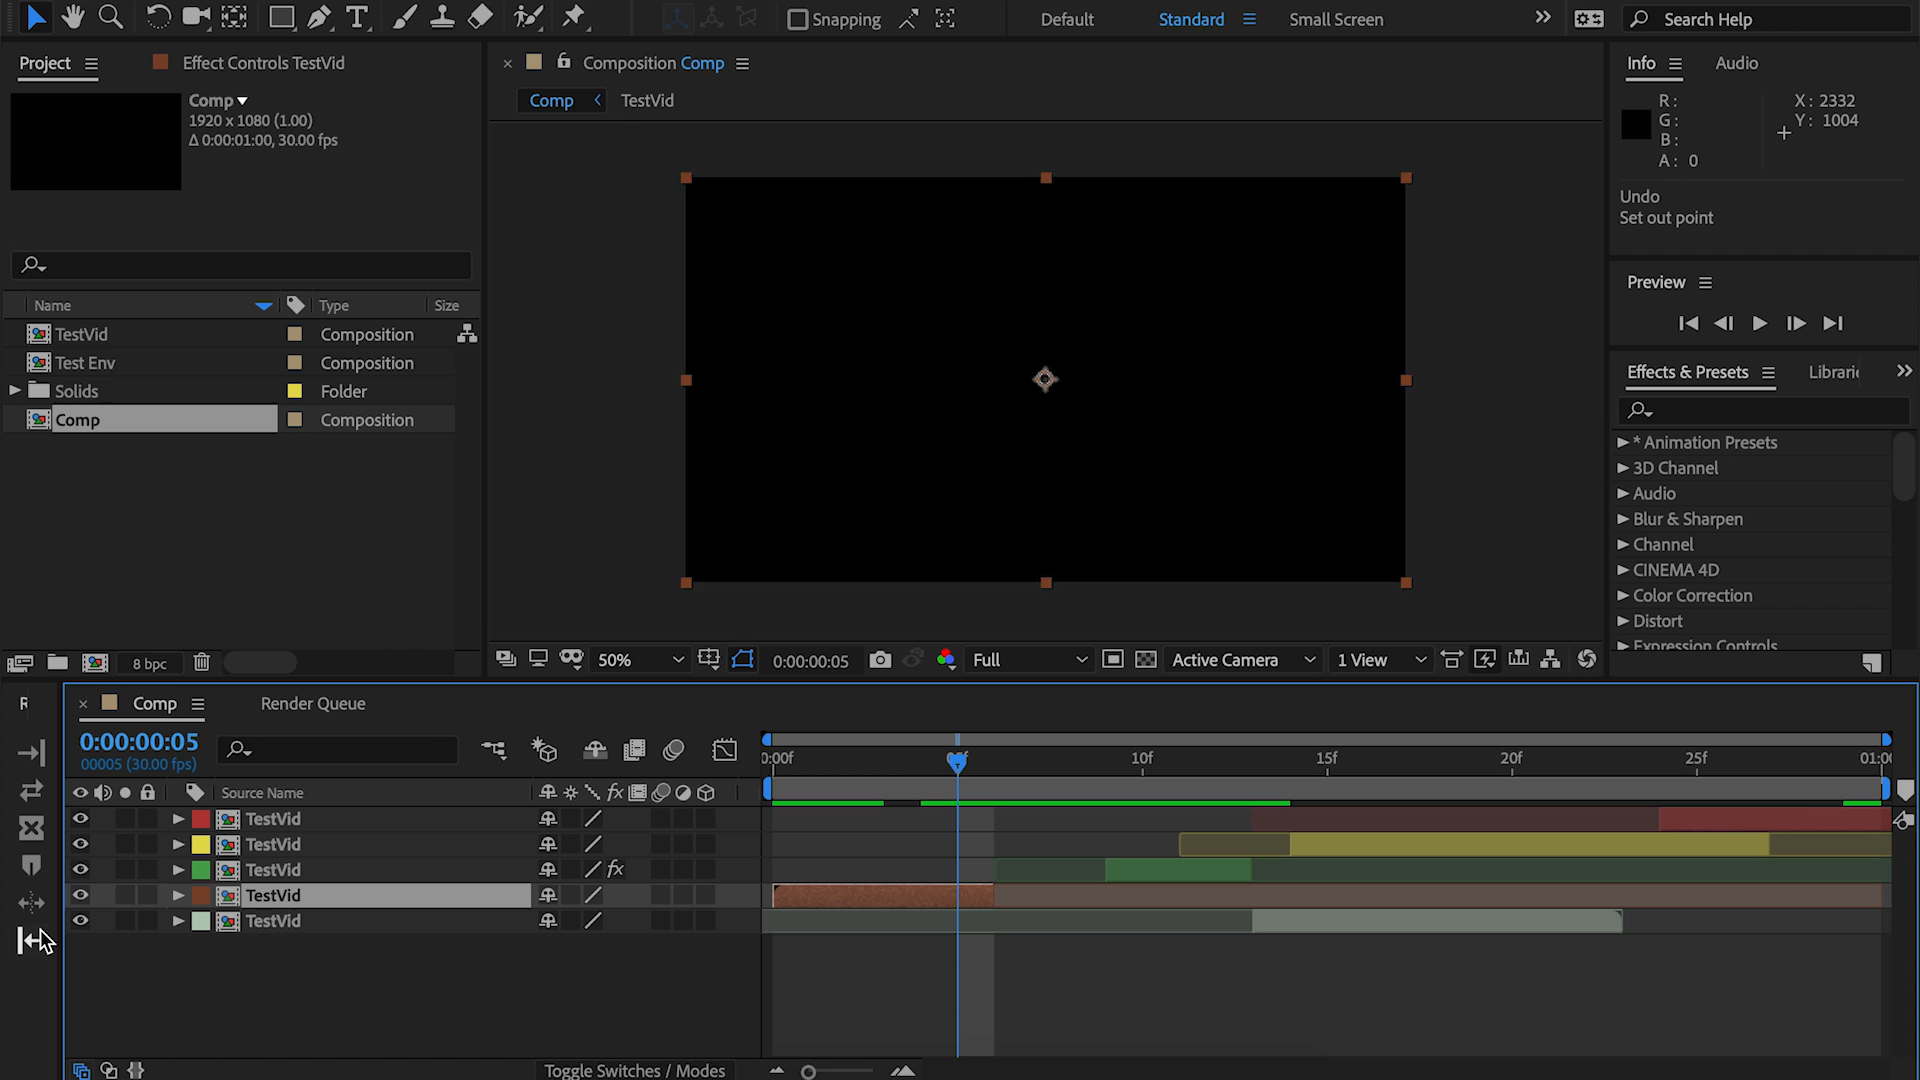 Snapping
Default
Standard
Small Screen
Search Help
Project
Effect Controls TestVid
Comp
1920 x 1080 (1.00)
Δ 0:00:01:00, 30.00 fps
Name
Type
Size
TestVid
Composition
Test Env
Composition
Solids
Folder
Comp
Composition
8 bpc
Composition Comp
Comp
TestVid
50%
0:00:00:05
Full
Active Camera
1 View
Info
Audio
R:
G:
B:
A: 0
X: 2332
Y: 1004
Undo
Set out point
Preview
Effects & Presets
Librarie
* Animation Presets
3D Channel
Audio
Blur & Sharpen
Channel
CINEMA 4D
Color Correction
Distort
Expression Controls
Comp
Render Queue
0:00:00:05
00005 (30.00 fps)
10f
15f
20f
25f
Source Name
TestVid
TestVid
TestVid
fx
TestVid
TestVid
Toggle Switches / Modes